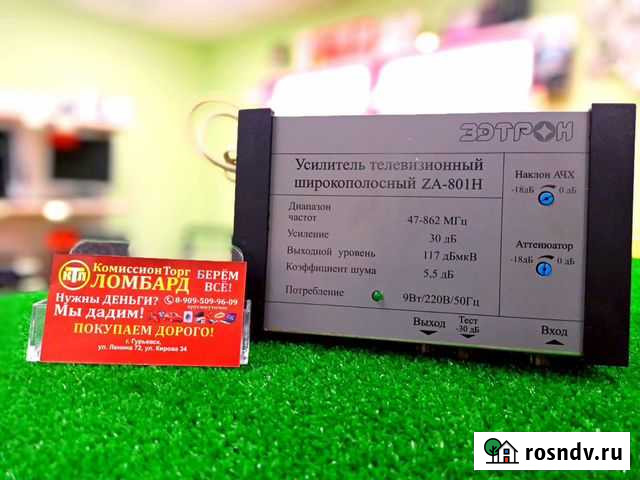 ЗЭТРОН
Усилитель телевизионный
широкополосный ZA-801H
Диапазон
частот 47-862 МГц
Усиление 30 дБ
Выходной уровень 117 дБмкВ
Коэффициент шума 5,5 дБ
Потребление 9Вт/220В/50Гц
Наклон АЧХ
-18дБ 0 дБ
Аттенюатор
-18дБ 0 дБ
Выход
Тест
-30 дБ
Вход
КТЛ
КомиссионТорг
ЛОМБАРД
БЕРЁМ
ВСЁ!
Нужны ДЕНЬГИ?
8-909-509-96-09
круглосуточно
Мы дадим!
ПОКУПАЕМ ДОРОГО!
г. Гурьевск,
ул. Ленина 72, ул. Кирова 34
rosndv.ru